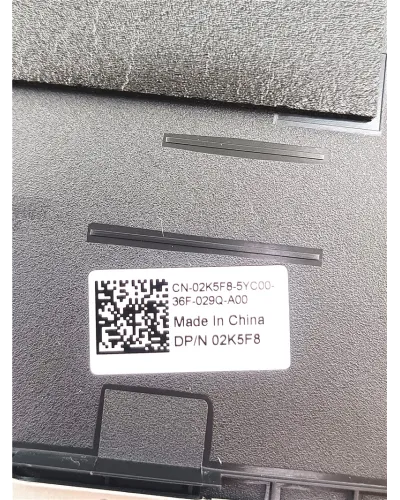 CN-02K5F8-5YC00-
36F-029Q-A00
Made In China
DP/N 02K5F8